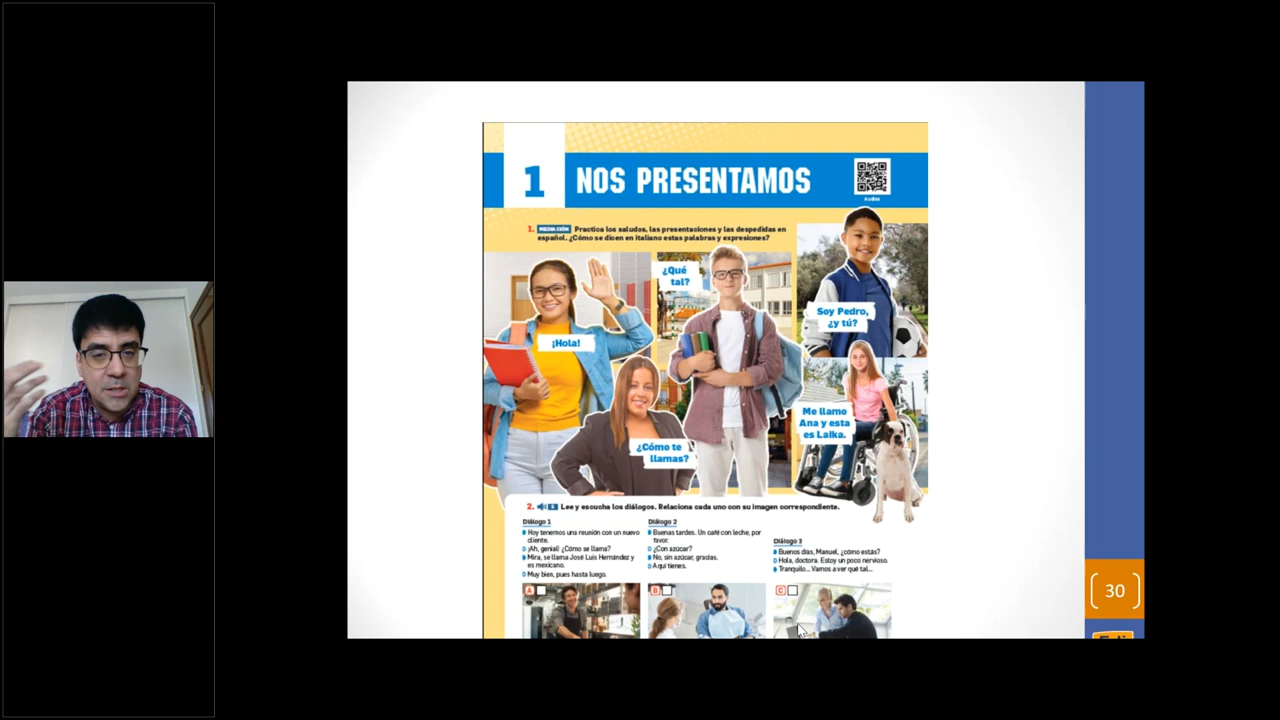 1 NOS PRESENTAMOS
Audios
1. MEDIACIÓN Practica los saludos, las presentaciones y las despedidas en
español. ¿Cómo se dicen en italiano estas palabras y expresiones?
¡Hola!
¿Qué
tal?
Soy Pedro,
¿y tú?
¿Cómo te
llamas?
Me llamo
Ana y esta
es Laika.
2. Lee y escucha los diálogos. Relaciona cada uno con su imagen correspondiente.
Diálogo 1
Hoy tenemos una reunión con un nuevo
cliente.
¡Ah, genial! ¿Cómo se llama?
Mira, se llama José Luis Hernández y
es mexicano.
Muy bien, pues hasta luego.
Diálogo 2
Buenas tardes. Un café con leche, por
favor.
¿Con azúcar?
No, sin azúcar, gracias.
Aquí tienes.
Diálogo 3
Buenos días, Manuel, ¿cómo estás?
Hola, doctora. Estoy un poco nervioso.
Tranquilo... Vamos a ver qué tal...
A
B
C
30